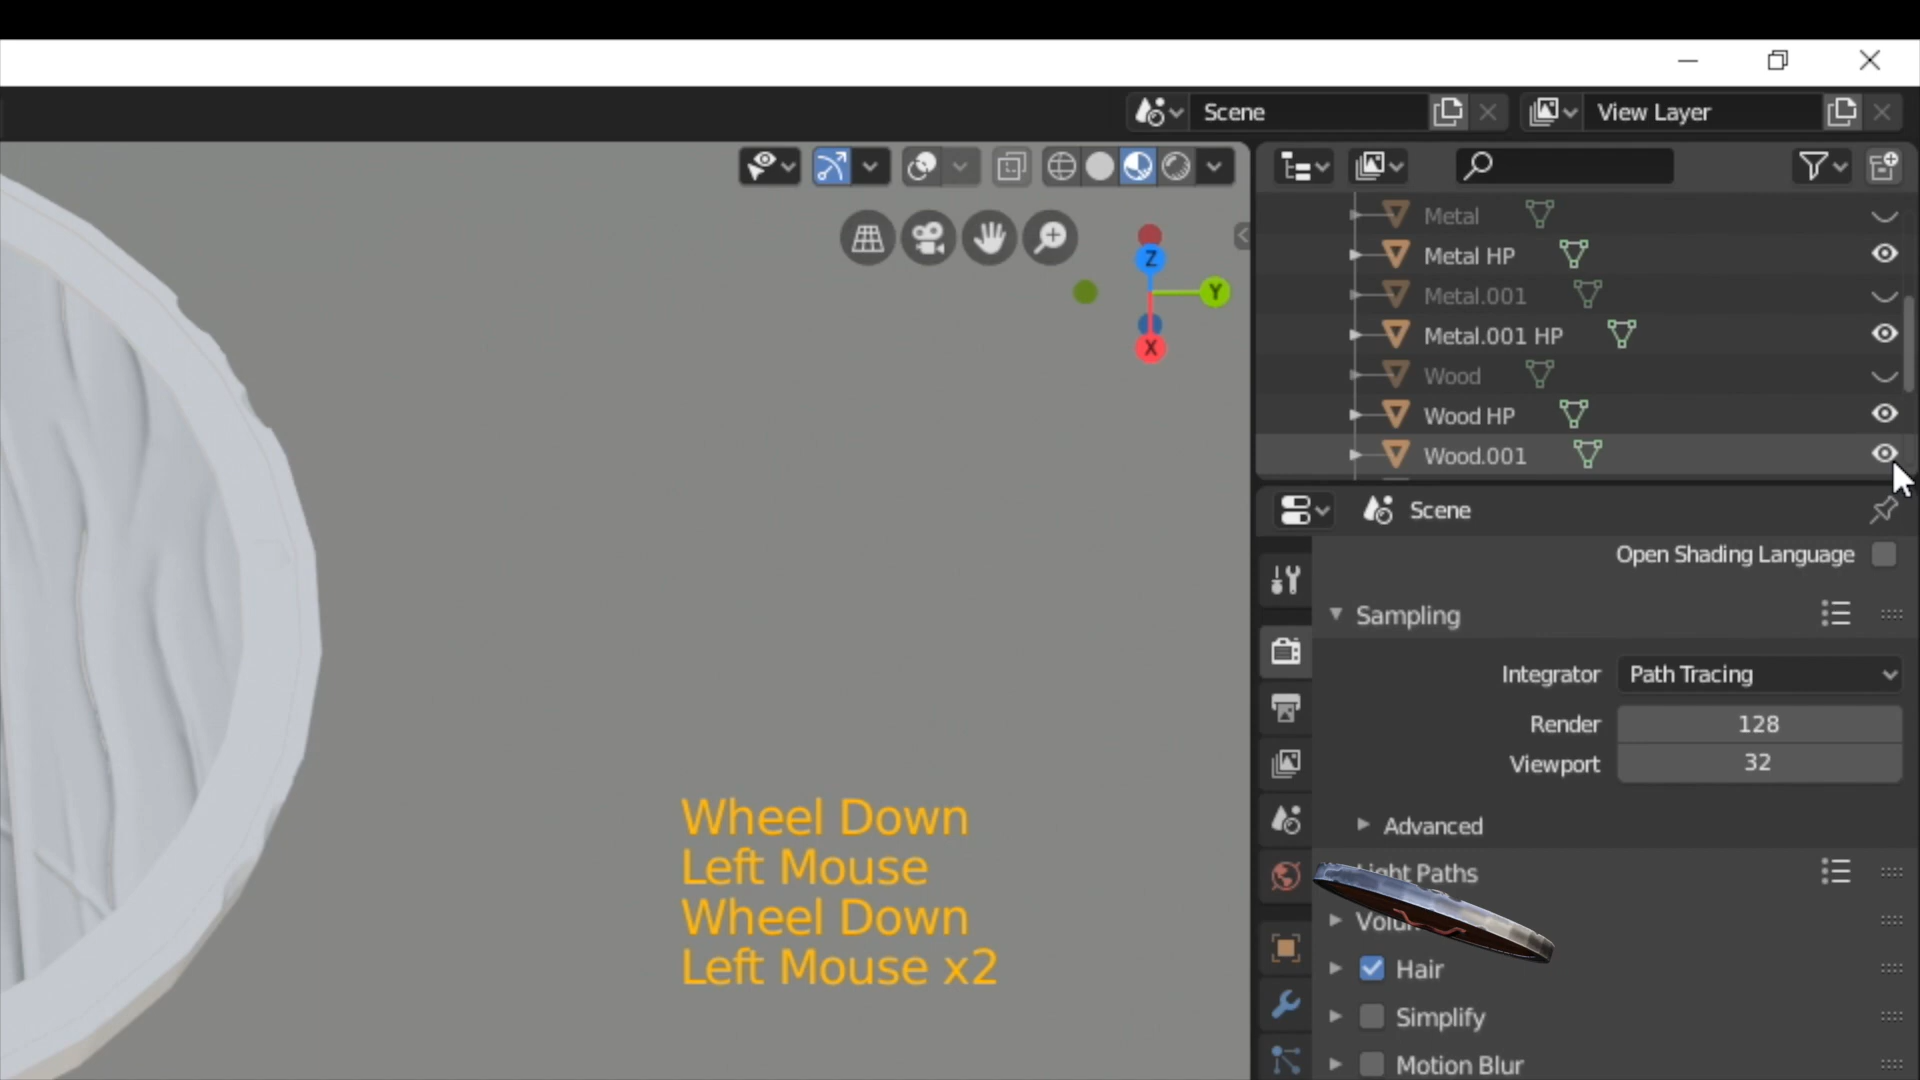 Scene
View Layer
Z
Y
X
Metal
Metal HP
Metal.001
Metal.001 HP
Wood
Wood HP
Wood.001
Scene
Open Shading Language
Sampling
Integrator Path Tracing
Render 128
Viewport 32
Advanced
Light Paths
Hair
Simplify
Motion Blur
Wheel Down
Left Mouse
Wheel Down
Left Mouse x2